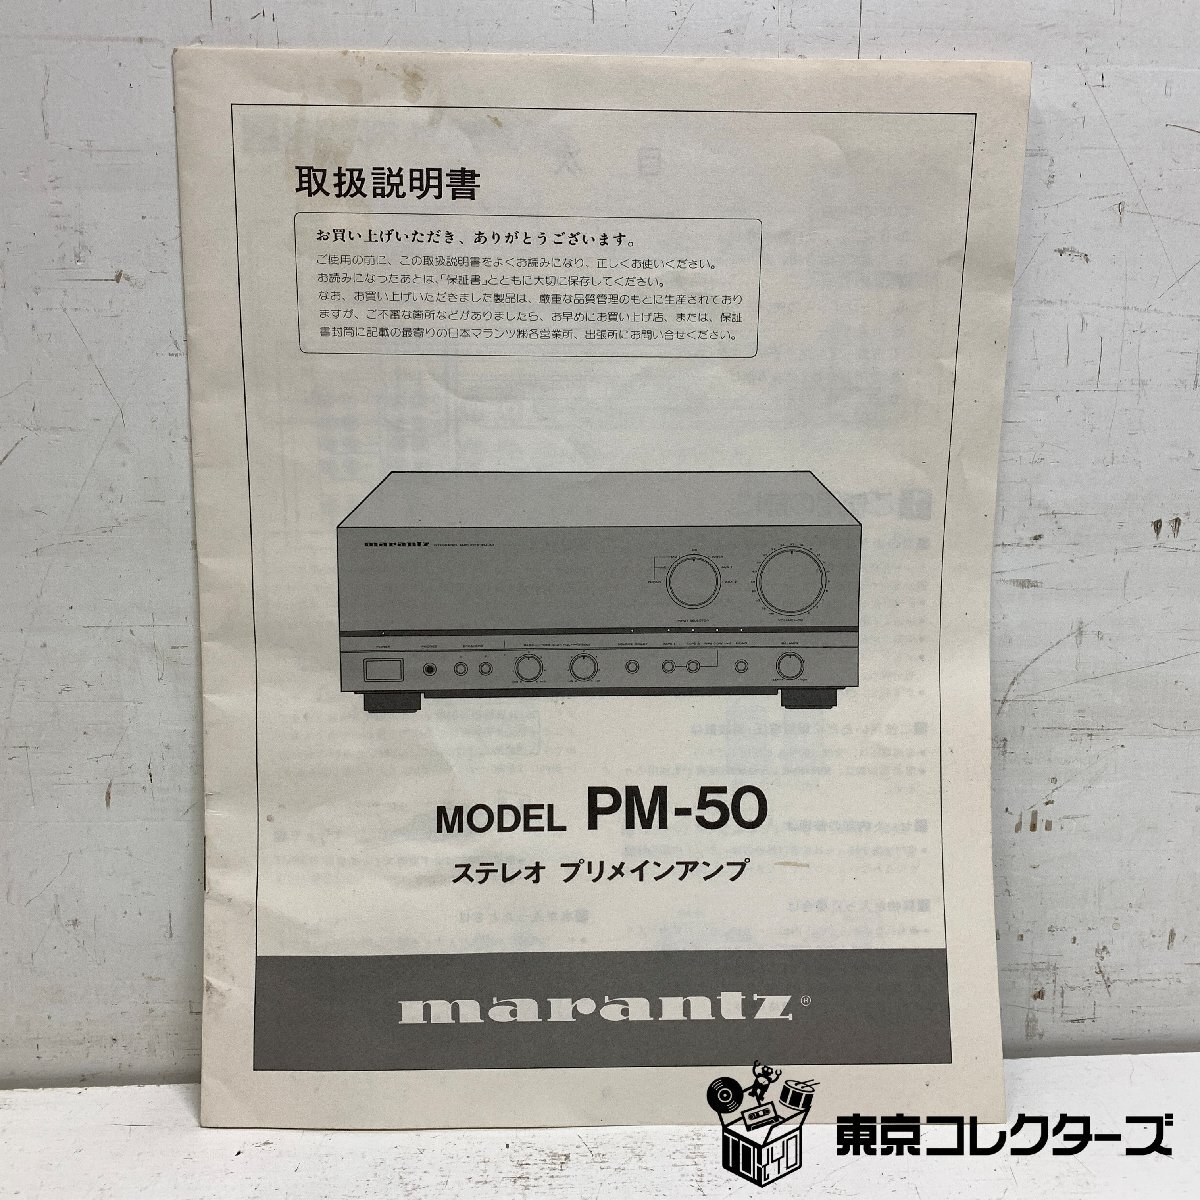 取扱説明書
お買い上げいただき、ありがとうございます。
ご使用の前に、この取扱説明書をよくお読みになり、正しくお使いください。
お読みになったあとは、「保証書」とともに大切に保存してください。
なお、お買い上げいただきました製品は、厳重な品質管理のもとに生産されており
ますが、ご不審な箇所などがありましたら、お早めにお買い上げ店、または、保証
書封筒に記載の最寄りの日本マランツ㈱各営業所、出張所にお問い合せください。
marantz
POWER
PHONES
SPEAKERS
BASS
BALANCE
MODEL PM-50
ステレオ プリメインアンプ
marantz®
TOKYO
東京コレクターズ